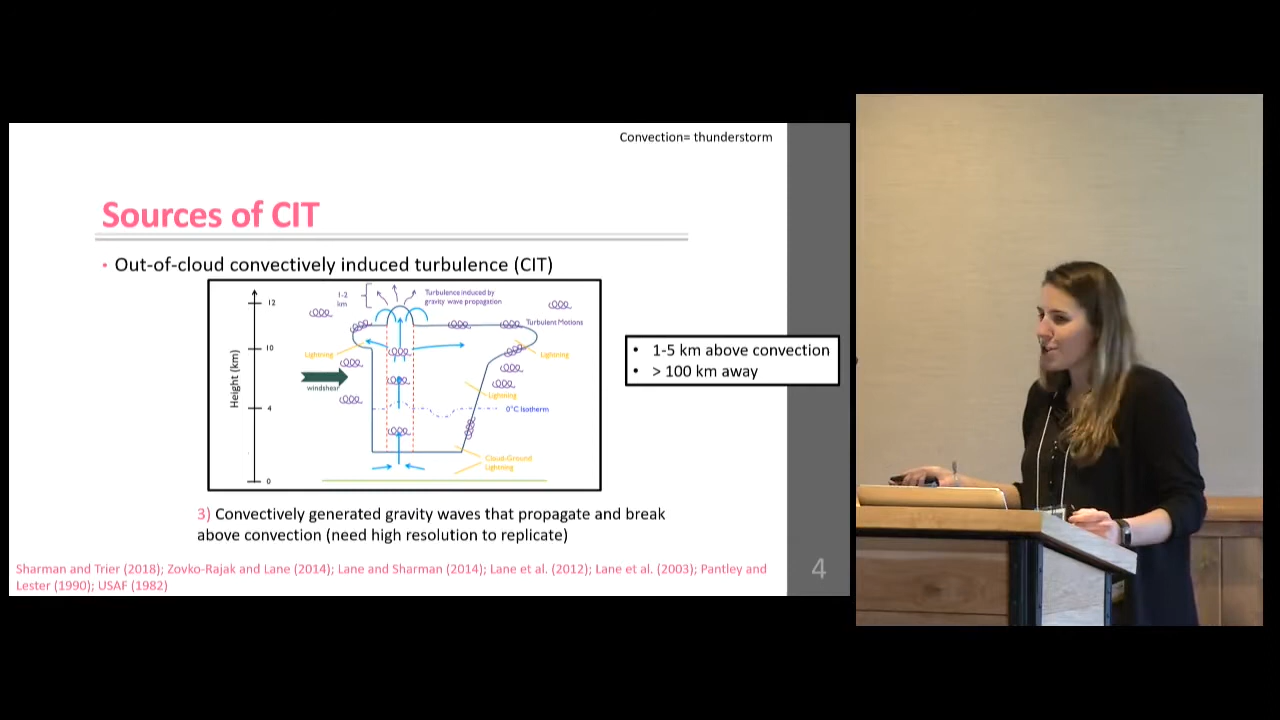 Convection= thunderstorm
Sources of CIT
• Out-of-cloud convectively induced turbulence (CIT)
Height (km)
12
10
4
0
1-2
km
Turbulence induced by
gravity wave propagation
Turbulent Motions
Lightning
Lightning
windshear
Lightning
0°C Isotherm
Cloud-Ground
Lightning
• 1-5 km above convection
• > 100 km away
3) Convectively generated gravity waves that propagate and break
above convection (need high resolution to replicate)
Sharman and Trier (2018); Zovko-Rajak and Lane (2014); Lane and Sharman (2014); Lane et al. (2012); Lane et al. (2003); Pantley and
Lester (1990); USAF (1982)
4